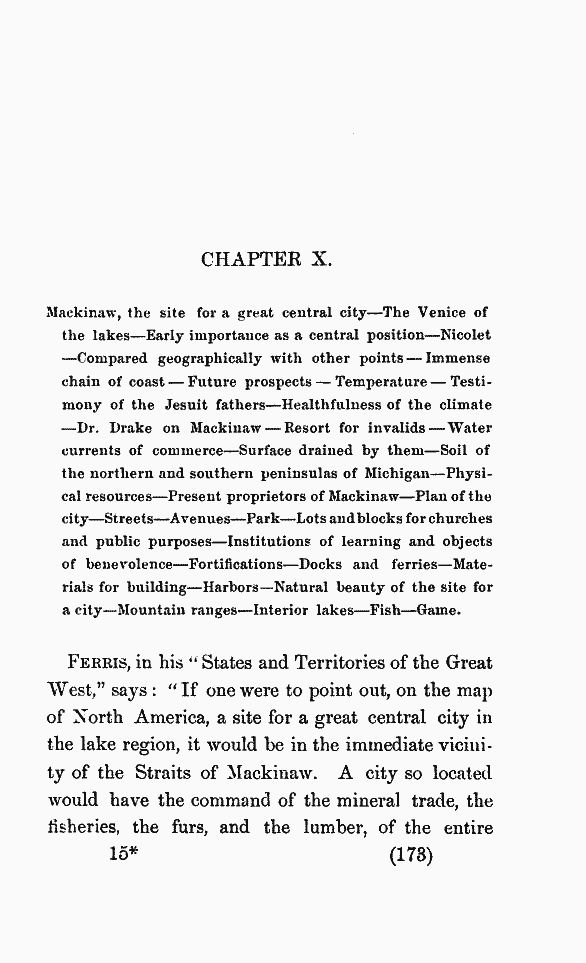 CHAPTER X.
Mackinaw, the site for a great central city—The Venice of
the lakes—Early importance as a central position—Nicolet
—Compared geographically with other points—Immense
chain of coast—Future prospects—Temperature—Testi-
mony of the Jesuit fathers—Healthfulness of the climate
—Dr. Drake on Mackinaw—Resort for invalids—Water
currents of commerce—Surface drained by them—Soil of
the northern and southern peninsulas of Michigan—Physi-
cal resources—Present proprietors of Mackinaw—Plan of the
city—Streets—Avenues—Park—Lots and blocks for churches
and public purposes—Institutions of learning and objects
of benevolence—Fortifications—Docks and ferries—Mate-
rials for building—Harbors—Natural beauty of the site for
a city—Mountain ranges—Interior lakes—Fish—Game.
FERRIS, in his "States and Territories of the Great
West," says: "If one were to point out, on the map
of North America, a site for a great central city in
the lake region, it would be in the immediate vicini-
ty of the Straits of Mackinaw. A city so located
would have the command of the mineral trade, the
fisheries, the furs, and the lumber, of the entire
15* (173)